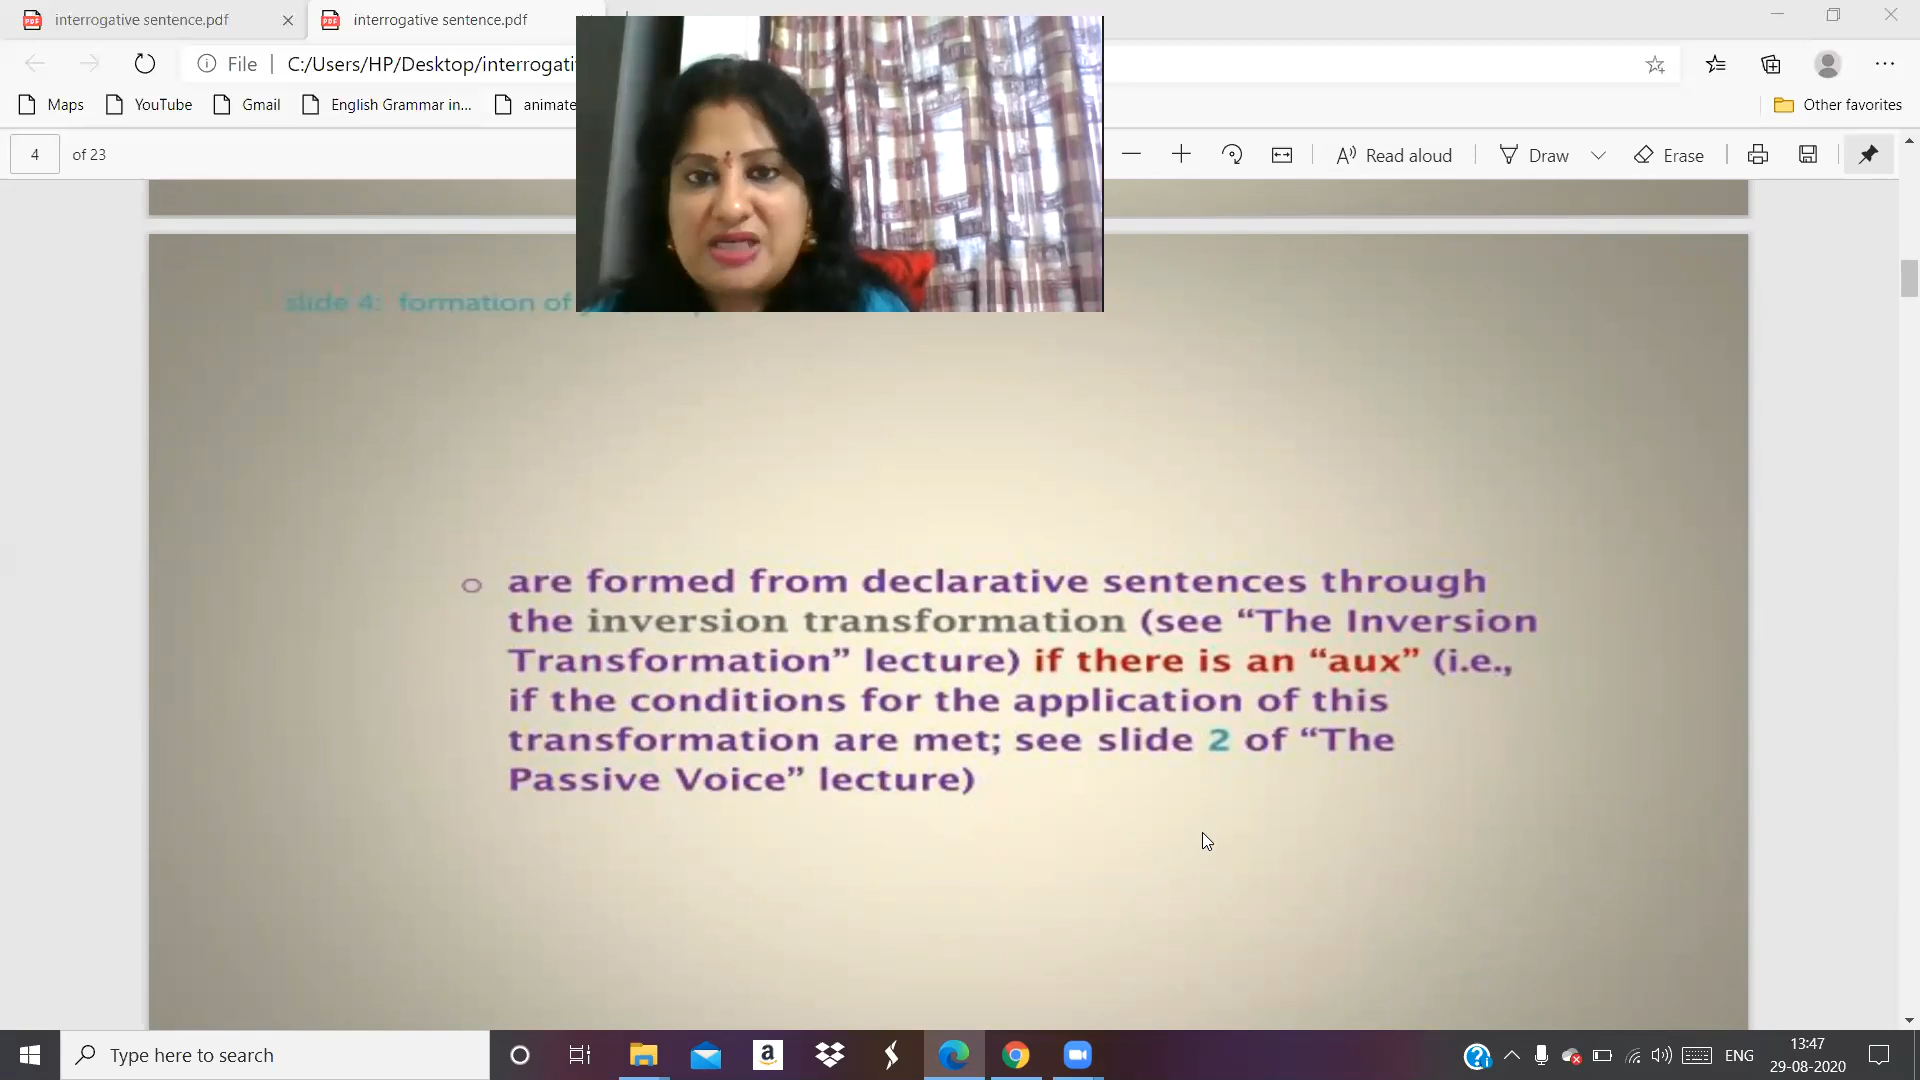 interrogative sentence.pdf
interrogative sentence.pdf
File
C:/Users/HP/Desktop/interrogati
Maps
YouTube
Gmail
English Grammar in...
animate
Other favorites
4
of 23
Read aloud
Draw
Erase
slide 4: formation of
are formed from declarative sentences through
the inversion transformation (see “The Inversion
Transformation” lecture) if there is an “aux” (i.e.,
if the conditions for the application of this
transformation are met; see slide 2 of “The
Passive Voice” lecture)
Type here to search
ENG
13:47
29-08-2020